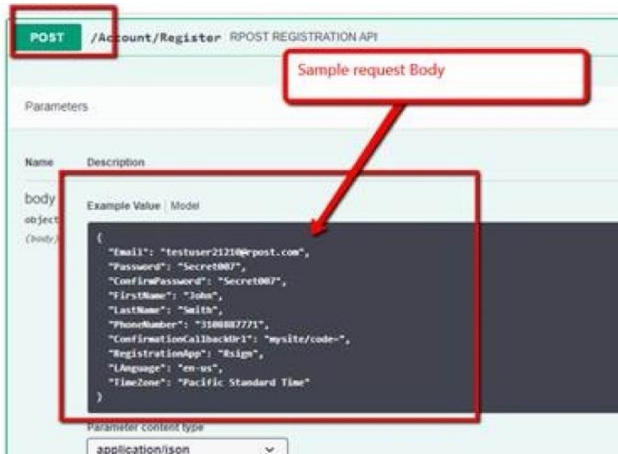 POST /Account/Register RPOST REGISTRATION API
Sample request Body
Parameters
Name Description
body
object
(body)
Example Value | Model
{
"Email": "testuser21210@rpost.com",
"Password": "Secret007",
"ConfirmPassword": "Secret007",
"FirstName": "John",
"LastName": "Smith",
"PhoneNumber": "3108887771",
"ConfirmationCallbackUrl": "mysite/code=",
"RegistrationApp": "Rsign",
"LAnguage": "en-us",
"TimeZone": "Pacific Standard Time"
}
Parameter content type
application/json